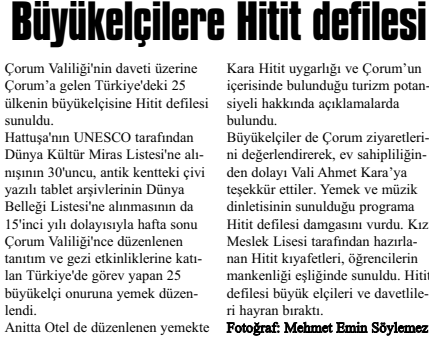 Büyükelçilere Hitit defilesi
Çorum Valiliği'nin daveti üzerine
Çorum'a gelen Türkiye'deki 25
ülkenin büyükelçisine Hitit defilesi
sunuldu.
Hattuşa'nın UNESCO tarafından
Dünya Kültür Miras Listesi'ne alı-
nışının 30'uncu, antik kentteki çivi
yazılı tablet arşivlerinin Dünya
Belleği Listesi'ne alınmasının da
15'inci yılı dolayısıyla hafta sonu
Çorum Valiliği'nce düzenlenen
tanıtım ve gezi etkinliklerine katı-
lan Türkiye'de görev yapan 25
büyükelçi onuruna yemek düzen-
lendi.
Anitta Otel de düzenlenen yemekte
Kara Hitit uygarlığı ve Çorum'un
içerisinde bulunduğu turizm potan-
siyeli hakkında açıklamalarda
bulundu.
Büyükelçiler de Çorum ziyaretleri-
ni değerlendirerek, ev sahipliğin-
den dolayı Vali Ahmet Kara'ya
teşekkür ettiler. Yemek ve müzik
dinletisinin sunulduğu programa
Hitit defilesi damgasını vurdu. Kız
Meslek Lisesi tarafından hazırla-
nan Hitit kıyafetleri, öğrencilerin
mankenliği eşliğinde sunuldu. Hitit
defilesi büyük elçileri ve davetlile-
ri hayran bıraktı.
Fotoğraf: Mehmet Emin Söylemez